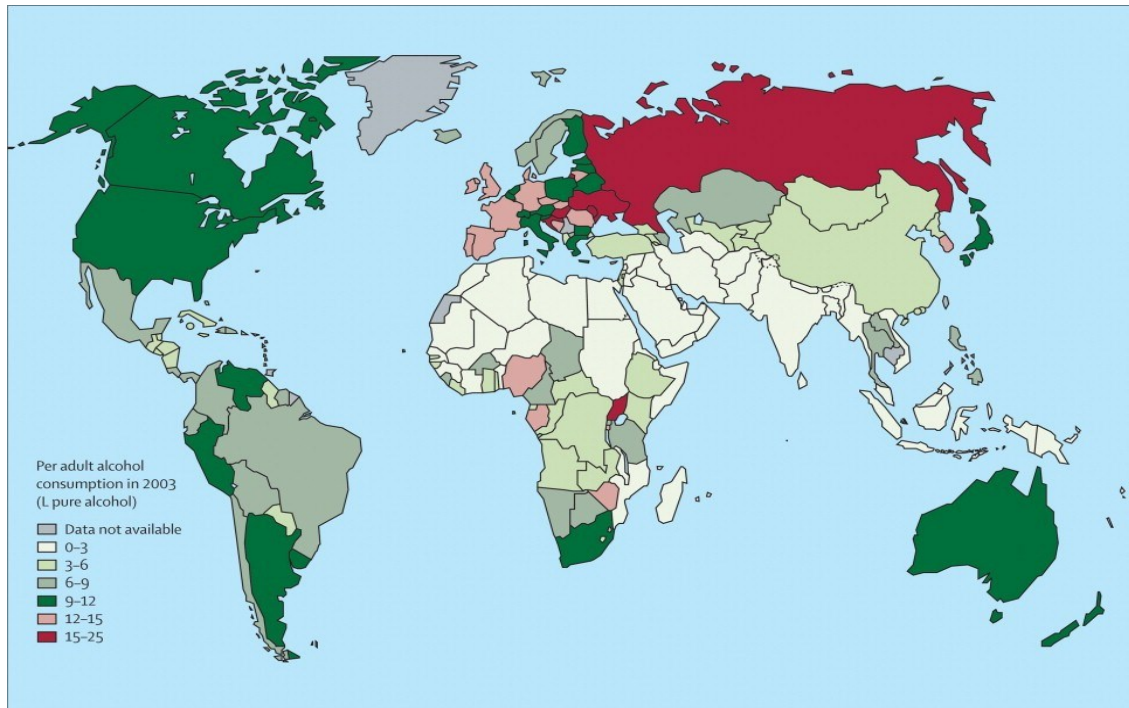 Per adult alcohol
consumption in 2003
(L pure alcohol)
Data not available
0–3
3–6
6–9
9–12
12–15
15–25